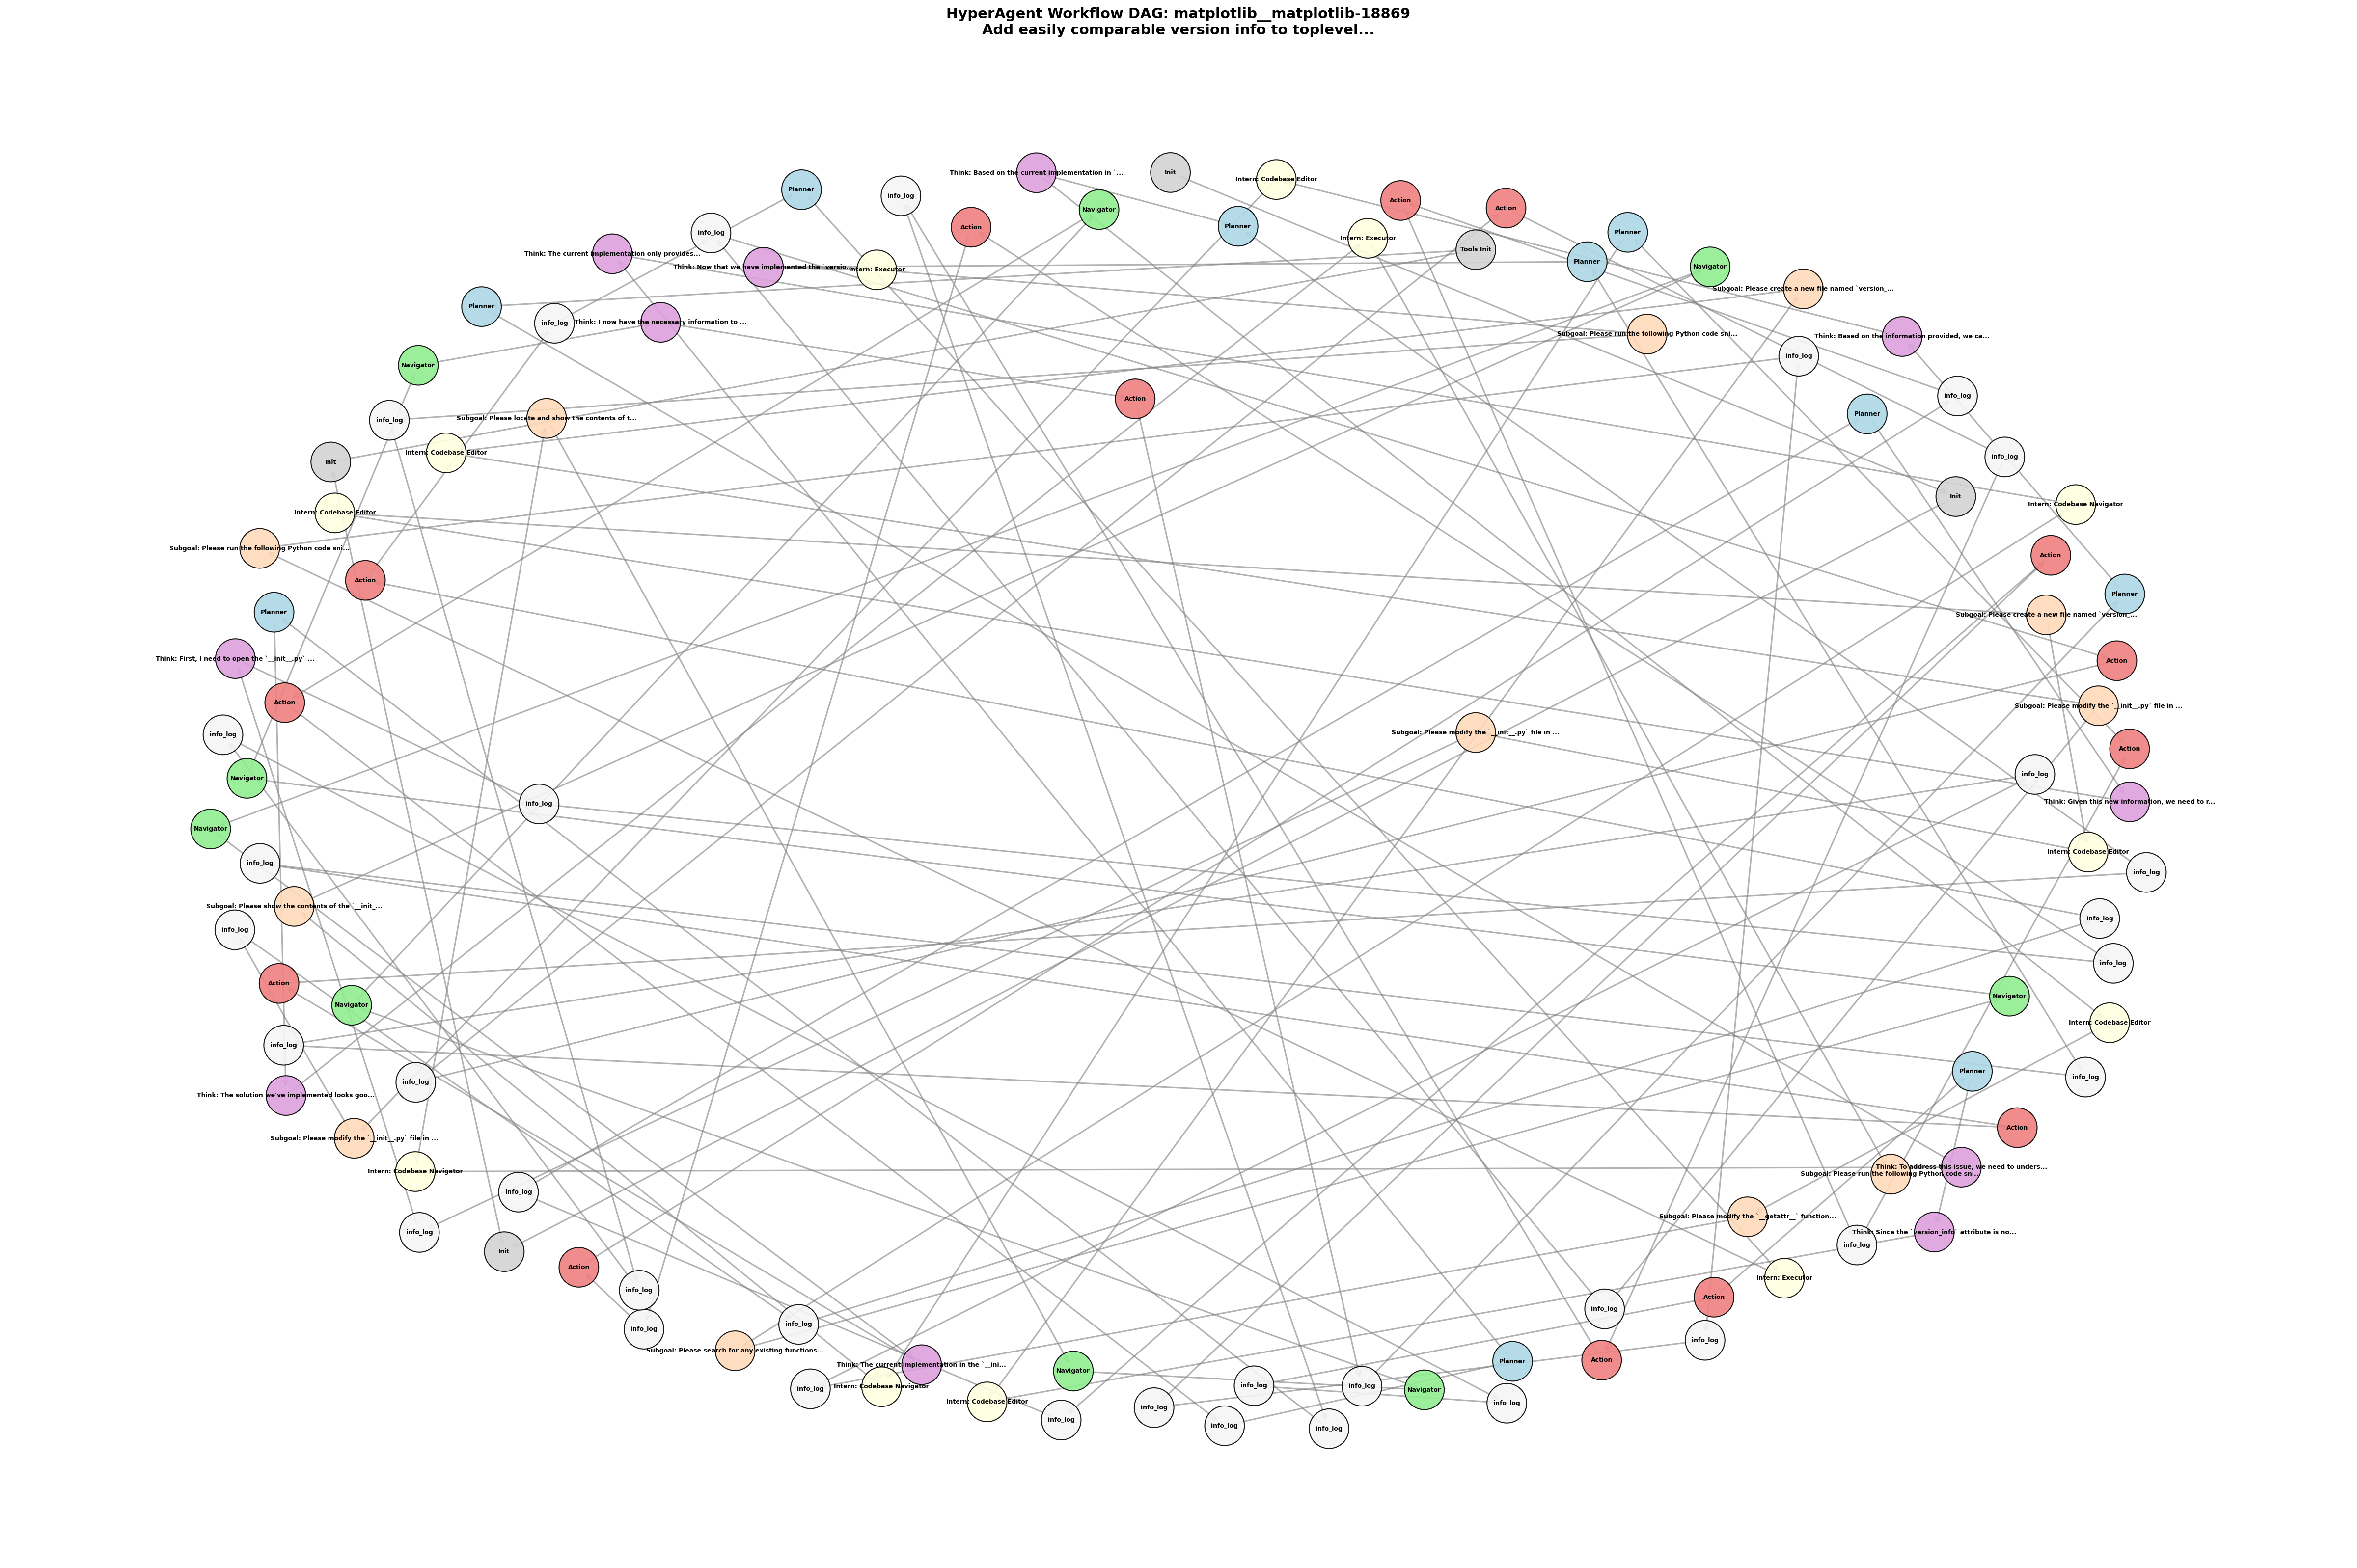 HyperAgent Workflow DAG: matplotlib__matplotlib-18869
Add easily comparable version info to toplevel...
Think: Based on the current implementation in `...
Init
Intern: Codebase Editor
Planner
info_log
Action
Action
Navigator
Action
Planner
Planner
info_log
Intern: Executor
Tools Init
Think: The current implementation only provides...
Think: Now that we have implemented the `versio...
Intern: Executor
Planner
Navigator
Subgoal: Please create a new file named `version_...
Planner
info_log
Think: I now have the necessary information to ...
Subgoal: Please run the following Python code sni...
Think: Based on the information provided, we ca...
info_log
Navigator
Action
info_log
Planner
info_log
Subgoal: Please locate and show the contents of t...
Intern: Codebase Editor
info_log
Init
Init
Intern: Codebase Navigator
Intern: Codebase Editor
Subgoal: Please run the following Python code sni...
Action
Action
Planner
Planner
Subgoal: Please create a new file named `version_...
Think: First, I need to open the `__init__.py` ...
Action
Action
Subgoal: Please modify the `__init__.py` file in ...
info_log
Subgoal: Please modify the `__init__.py` file in ...
Action
Navigator
info_log
Think: Given this new information, we need to r...
info_log
Navigator
Intern: Codebase Editor
info_log
info_log
Subgoal: Please show the contents of the `__init_...
info_log
info_log
info_log
Action
Navigator
Navigator
Intern: Codebase Editor
info_log
Planner
info_log
info_log
Think: The solution we've implemented looks goo...
Action
Subgoal: Please modify the `__init__.py` file in ...
Intern: Codebase Navigator
Think: To address this issue, we need to unders...
Subgoal: Please run the following Python code sni...
info_log
Subgoal: Please modify the `__getattr__` function...
info_log
Think: Since the `version_info` attribute is no...
info_log
Init
Action
Intern: Executor
info_log
Action
info_log
info_log
info_log
info_log
Subgoal: Please search for any existing functions...
Think: The current implementation in the `__ini...
Navigator
Planner
Action
info_log
Intern: Codebase Navigator
info_log
info_log
Navigator
Intern: Codebase Editor
info_log
info_log
info_log
info_log
info_log